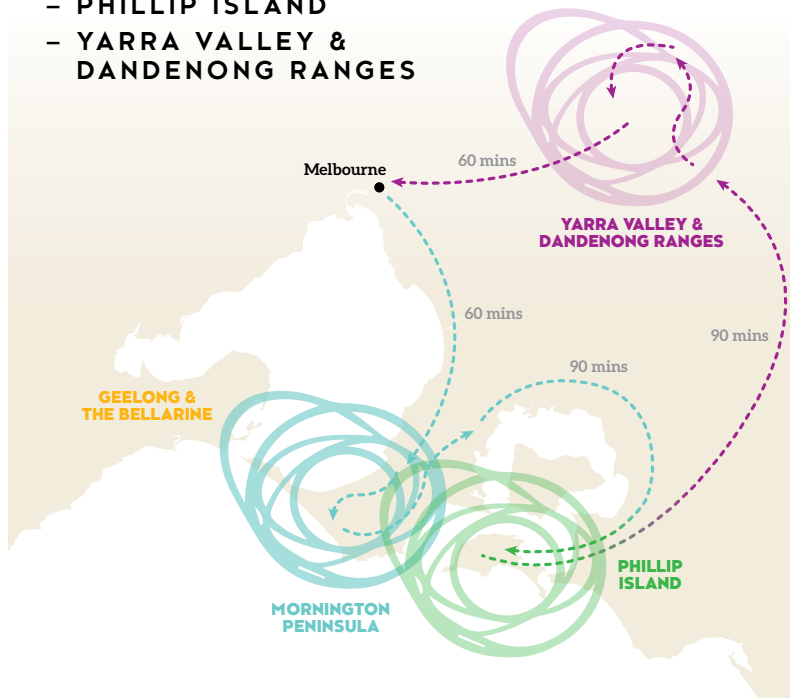 – PHILLIP ISLAND
– YARRA VALLEY &
DANDENONG RANGES
Melbourne
60 mins
YARRA VALLEY &
DANDENONG RANGES
60 mins
90 mins
90 mins
GEELONG &
THE BELLARINE
PHILLIP
ISLAND
MORNINGTON
PENINSULA